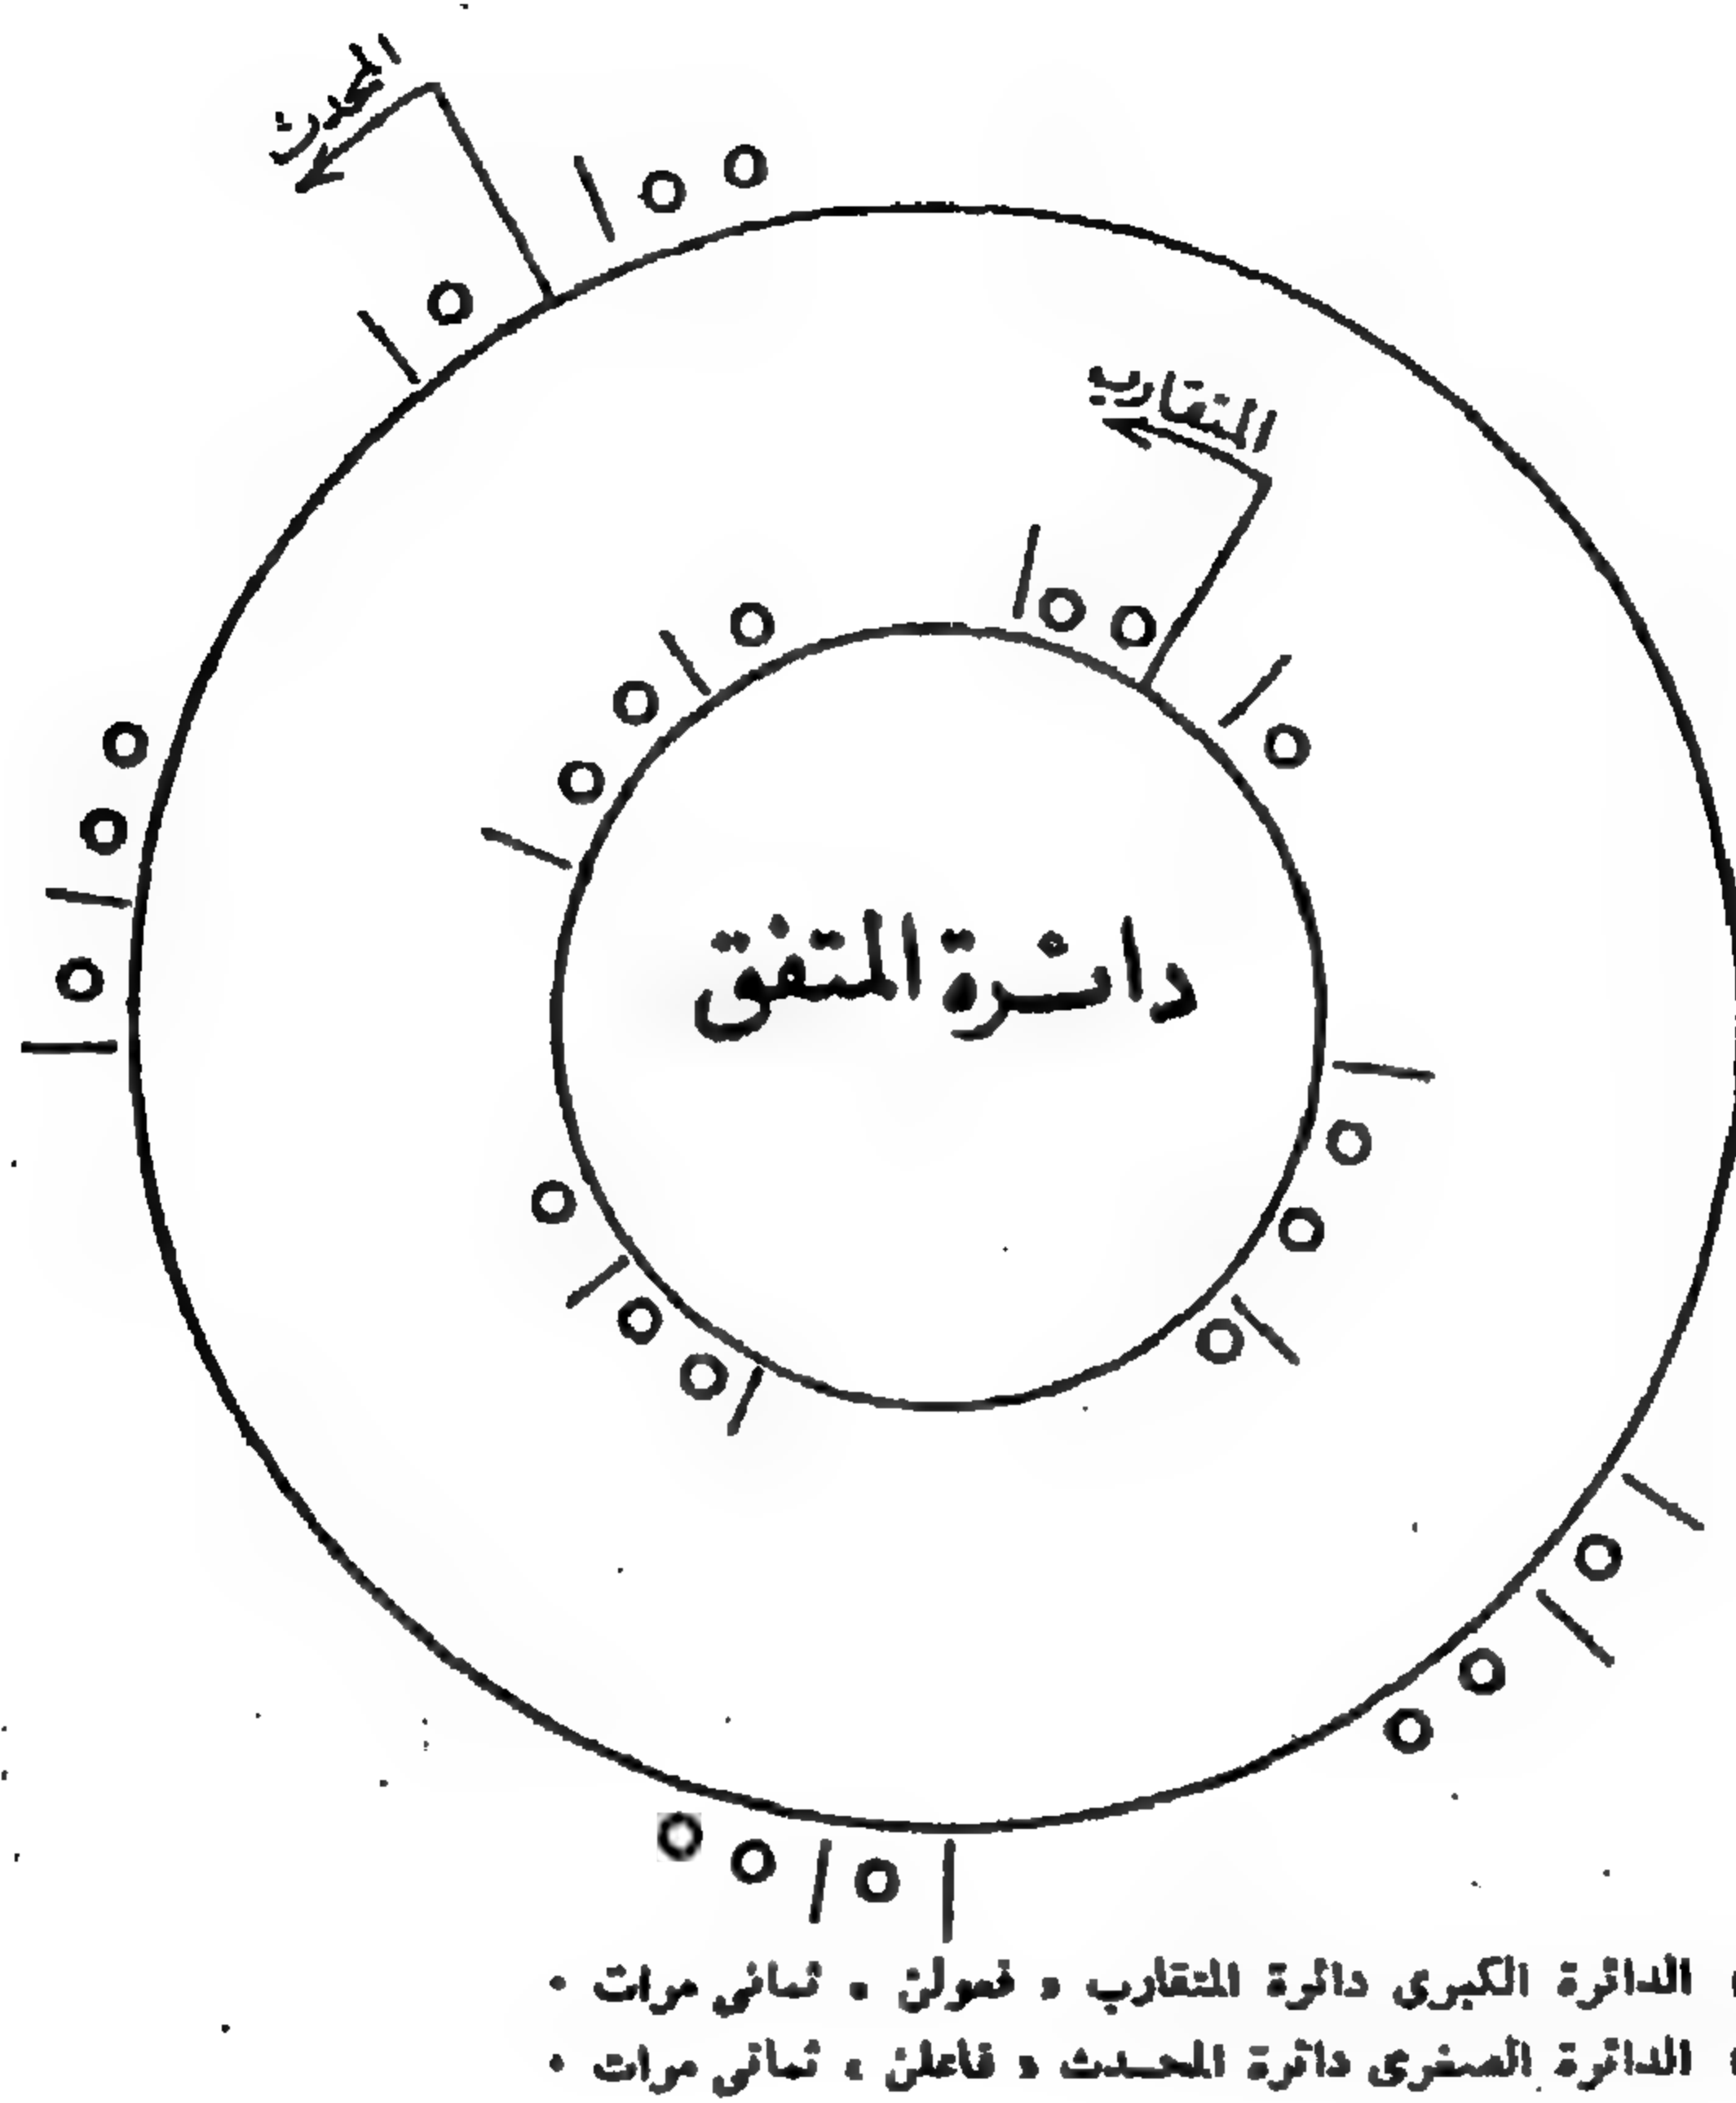 المحدث
المتقارب
دائرة المتفق
الدائرة الكبرى دائرة المتقارب « فعولن » ثماني مرات .
الدائرة الصغرى دائرة المحدث « فاعلن » ثماني مرات .